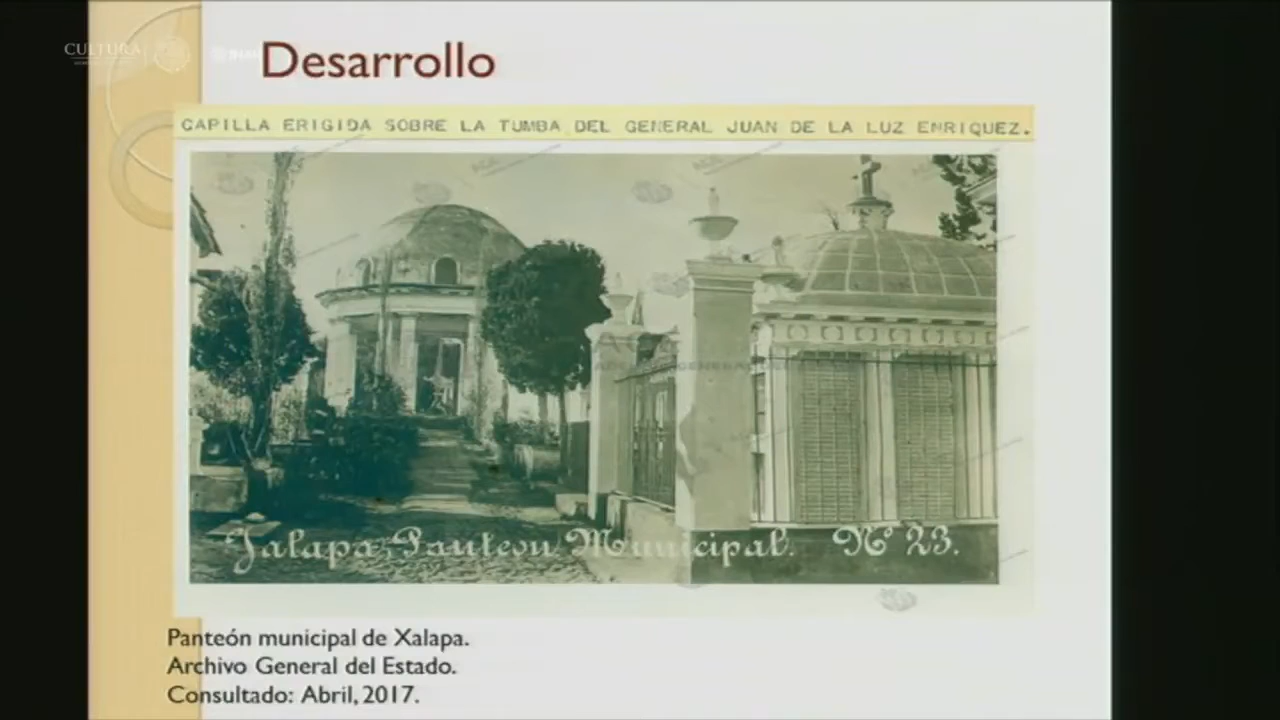 CULTURA
Desarrollo
CAPILLA ERIGIDA SOBRE LA TUMBA DEL GENERAL JUAN DE LA LUZ ENRIQUEZ.
Jalapa, Panteon Municipal. Nº 23.
Panteón municipal de Xalapa.
Archivo General del Estado.
Consultado: Abril, 2017.